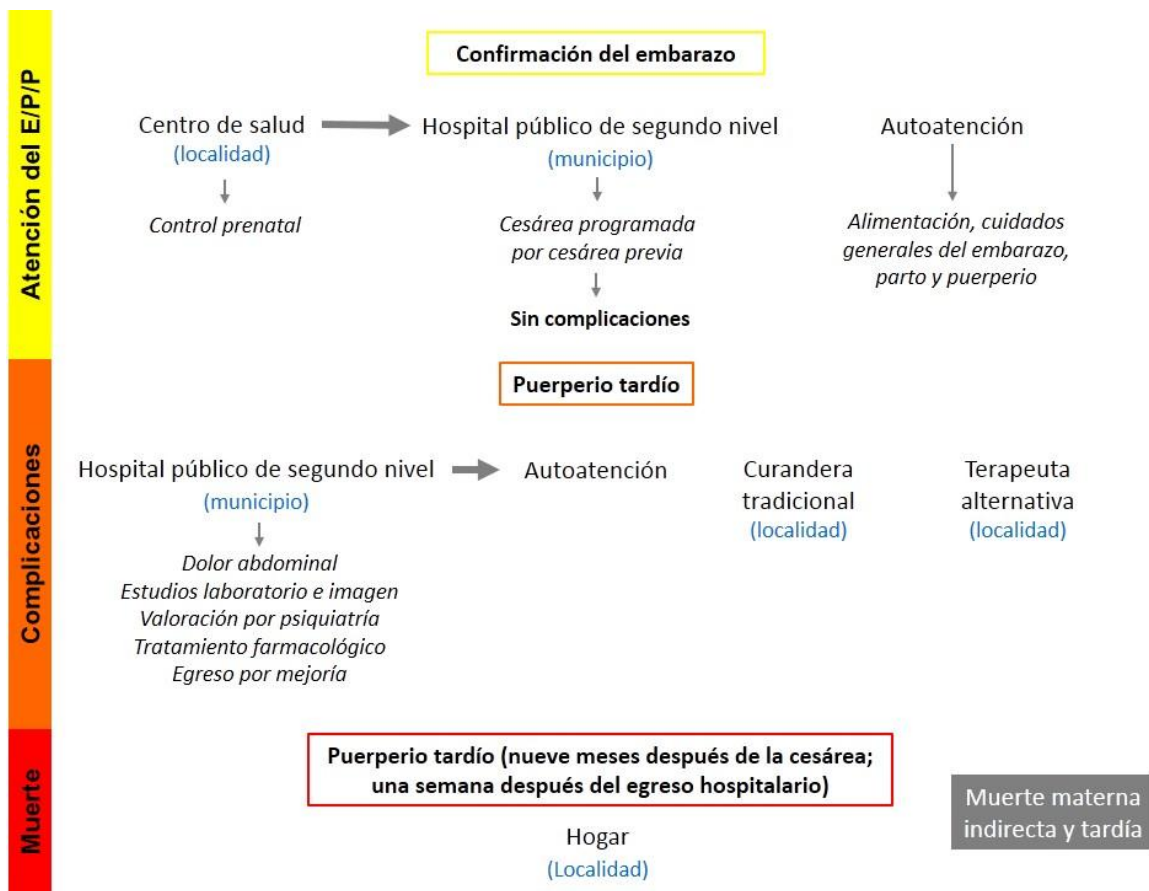 Atención del E/P/P
Confirmación del embarazo
Centro de salud
(localidad)
Control prenatal
Hospital público de segundo nivel
(municipio)
Cesárea programada
por cesárea previa
Sin complicaciones
Autoatención
Alimentación, cuidados
generales del embarazo,
parto y puerperio
Complicaciones
Puerperio tardío
Hospital público de segundo nivel
(municipio)
Dolor abdominal
Estudios laboratorio e imagen
Valoración por psiquiatría
Tratamiento farmacológico
Egreso por mejoría
Autoatención
Curandera
tradicional
(localidad)
Terapeuta
alternativa
(localidad)
Muerte
Puerperio tardío (nueve meses después de la cesárea;
una semana después del egreso hospitalario)
Hogar
(Localidad)
Muerte materna
indirecta y tardía